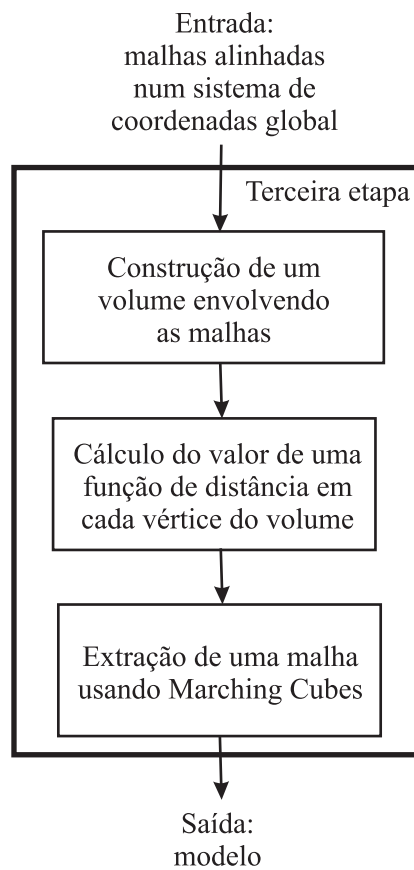 Entrada:
malhas alinhadas
num sistema de
coordenadas global
Terceira etapa
Construção de um
volume envolvendo
as malhas
Cálculo do valor de uma
função de distância em
cada vértice do volume
Extração de uma malha
usando Marching Cubes
Saída:
modelo